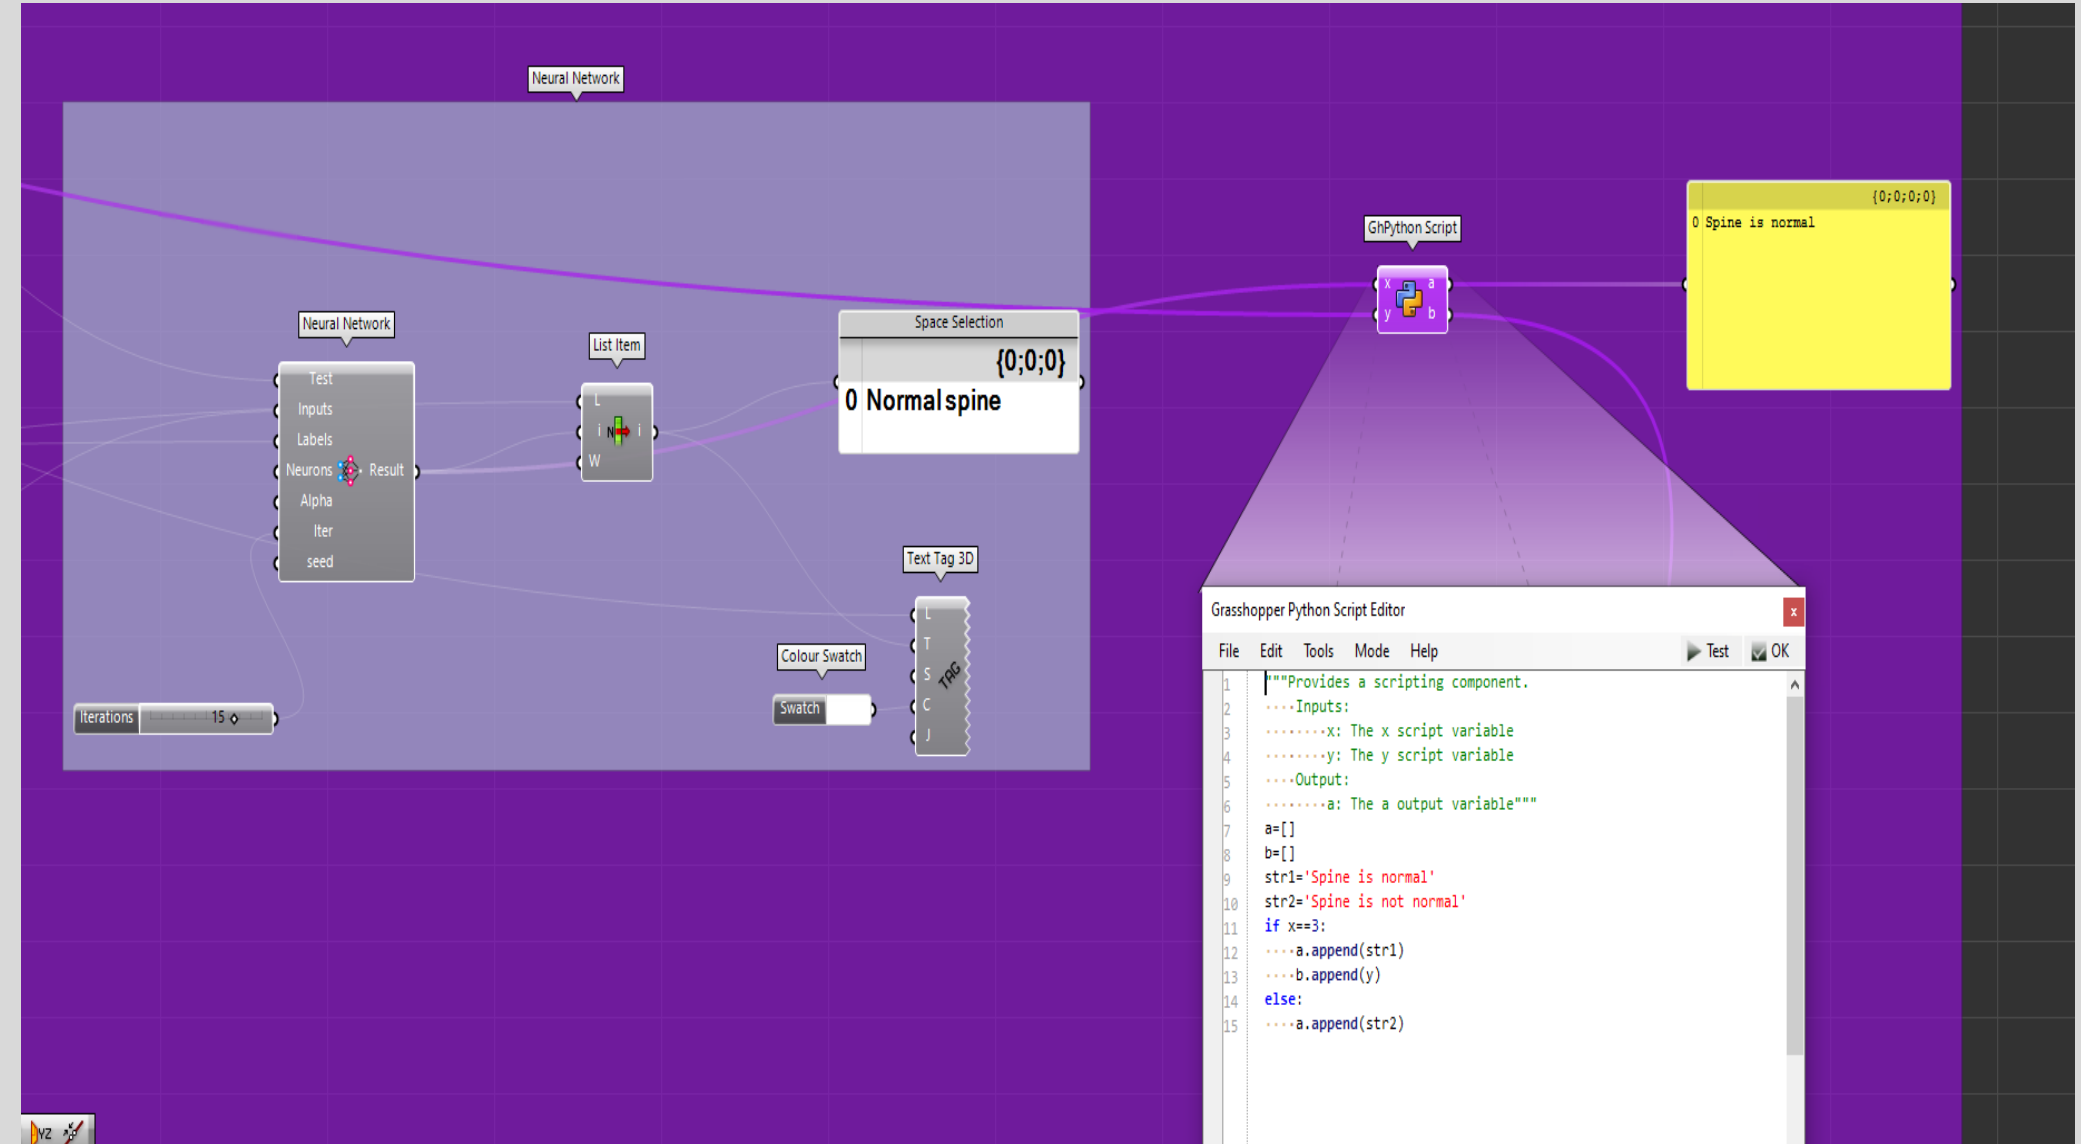 Neural Network
Neural Network
Test
Inputs
Labels
Neurons
Result
Alpha
Iter
seed
List Item
L
i N i
W
Space Selection
{0;0;0}
0 Normal spine
Text Tag 3D
L
T
S
C
J
TAG
Colour Swatch
Swatch
Iterations 15
GhPython Script
x a
y b
{0;0;0;0}
0 Spine is normal
Grasshopper Python Script Editor
x
File Edit Tools Mode Help
Test OK
1 """Provides a scripting component.
2 ····Inputs:
3 ········x: The x script variable
4 ········y: The y script variable
5 ····Output:
6 ········a: The a output variable"""
7 a=[]
8 b=[]
9 str1='Spine is normal'
10 str2='Spine is not normal'
11 if x==3:
12 ····a.append(str1)
13 ····b.append(y)
14 else:
15 ····a.append(str2)
YZ